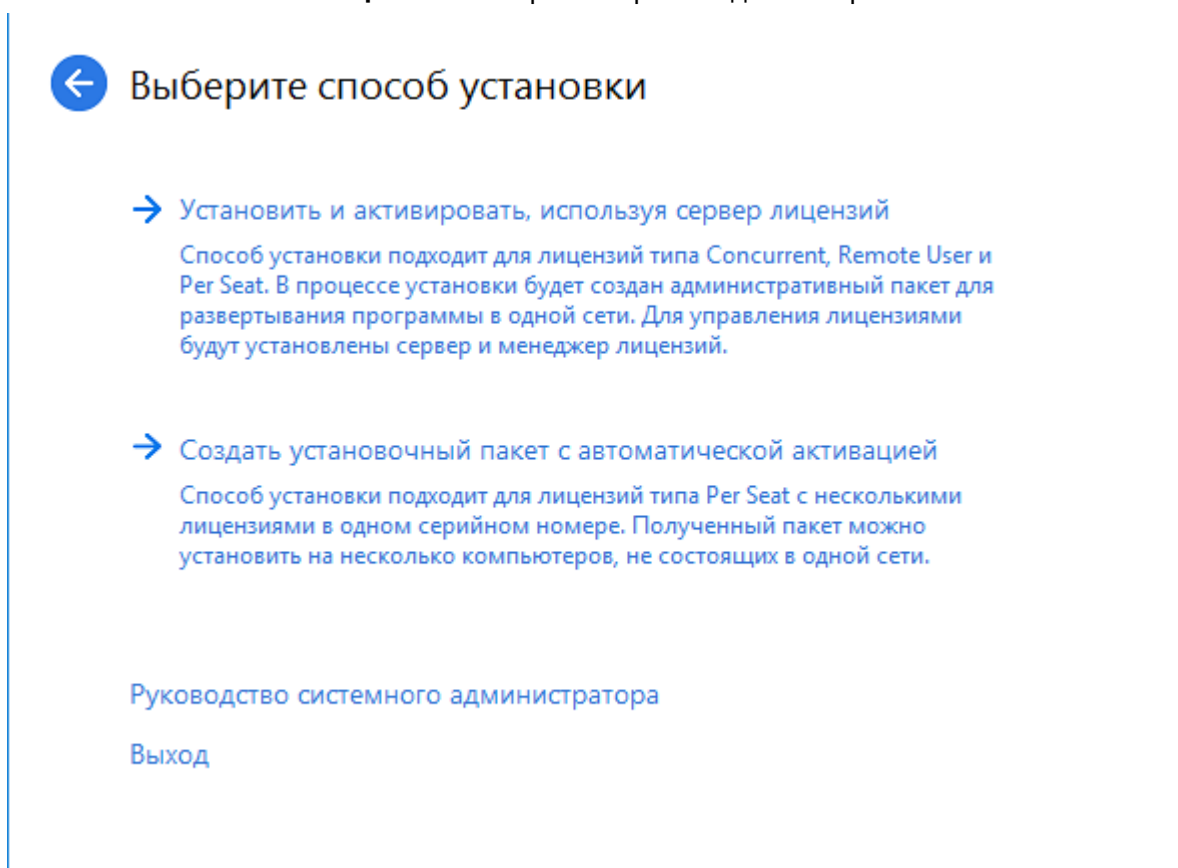 Выберите способ установки
Установить и активировать, используя сервер лицензий
Способ установки подходит для лицензий типа Concurrent, Remote User и
Per Seat. В процессе установки будет создан административный пакет для
развертывания программы в одной сети. Для управления лицензиями
будут установлены сервер и менеджер лицензий.
Создать установочный пакет с автоматической активацией
Способ установки подходит для лицензий типа Per Seat с несколькими
лицензиями в одном серийном номере. Полученный пакет можно
установить на несколько компьютеров, не состоящих в одной сети.
Руководство системного администратора
Выход